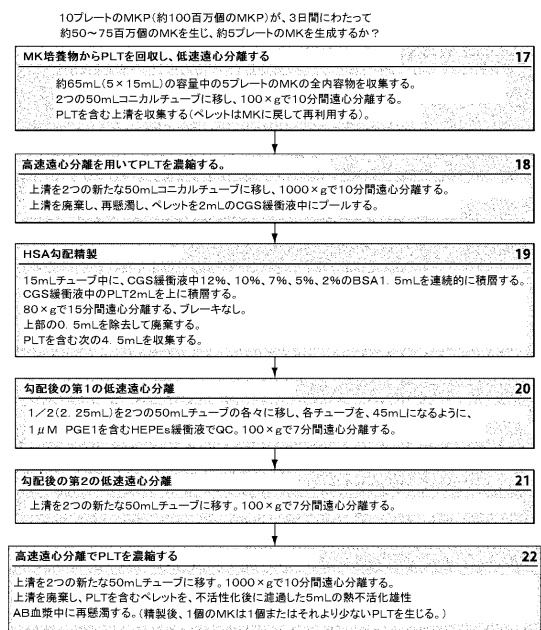 10プレートのMKP(約100百万個のMKP)が、3日間にわたって
約50~75百万個のMKを生じ、約5プレートのMKを生成するか?
MK培養物からPLTを回収し、低速遠心分離する 17
約65mL(5×15mL)の容量中の5プレートのMKの全内容物を収集する。
2つの50mLコニカルチューブに移し、100×gで10分間遠心分離する。
PLTを含む上清を収集する(ペレットはMKに戻して再利用する)。
高速遠心分離を用いてPLTを濃縮する。 18
上清を2つの新たな50mLコニカルチューブに移し、1000×gで10分間遠心分離する。
上清を廃棄し、再懸濁し、ペレットを2mLのCGS緩衝液中にプールする。
HSA勾配精製 19
15mLチューブ中に、CGS緩衝液中12%、10%、7%、5%、2%のBSA1.5mLを連続的に積層する。
CGS緩衝液中のPLT2mLを上に積層する。
80×gで15分間遠心分離する、ブレーキなし。
上部の0.5mLを除去して廃棄する。
PLTを含む次の4.5mLを収集する。
勾配後の第1の低速遠心分離 20
1/2(2.25mL)を2つの50mLチューブの各々に移し、各チューブを、45mLになるように、
1μM PGE1を含むHEPEs緩衝液でQC。100×gで7分間遠心分離する。
勾配後の第2の低速遠心分離 21
上清を2つの新たな50mLチューブに移す。100×gで7分間遠心分離する。
高速遠心分離でPLTを濃縮する 22
上清を2つの新たな50mLチューブに移す。1000×gで10分間遠心分離する。
上清を廃棄し、PLTを含むペレットを、不活性化後に濾過した5mLの熱不活化雄性
AB血漿中に再懸濁する。(精製後、1個のMKは1個またはそれより少ないPLTを生じる。)